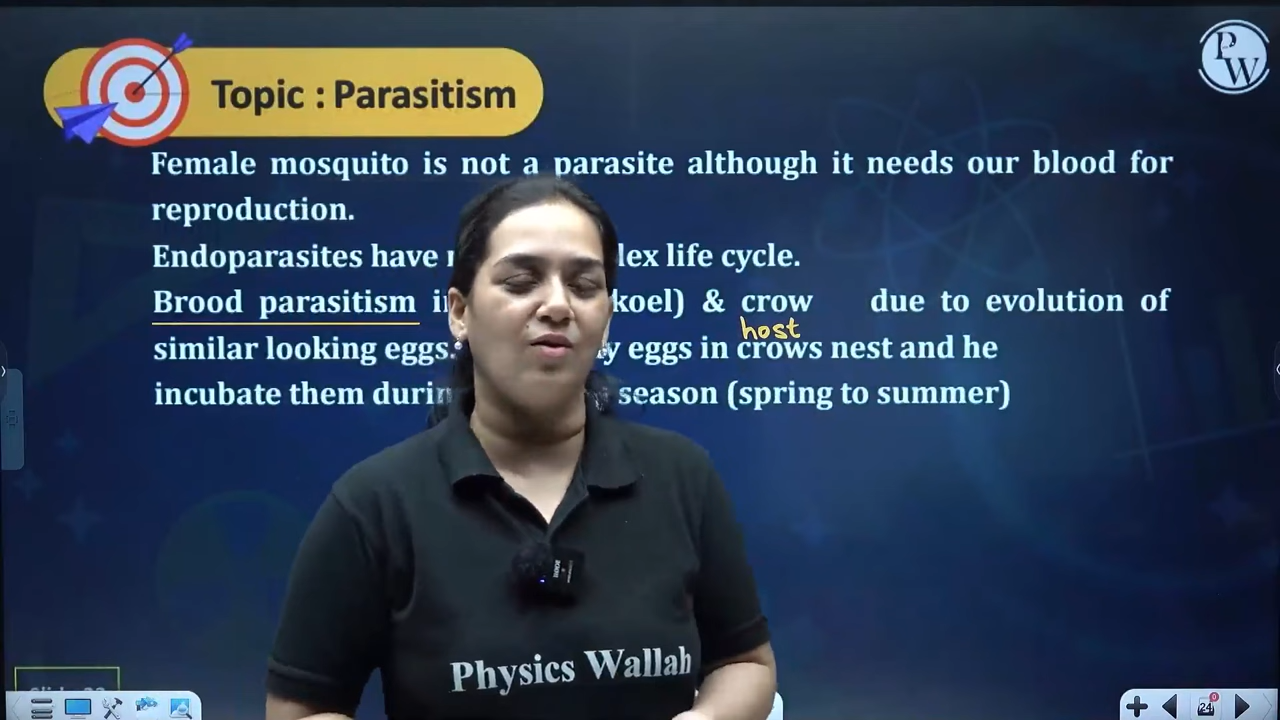 PW
Topic : Parasitism
Female mosquito is not a parasite although it needs our blood for
reproduction.
Endoparasites have lex life cycle.
Brood parasitism koel) & crow due to evolution of
host
similar looking eggs. eggs in crows nest and he
incubate them season (spring to summer)
Physics Wallah
24